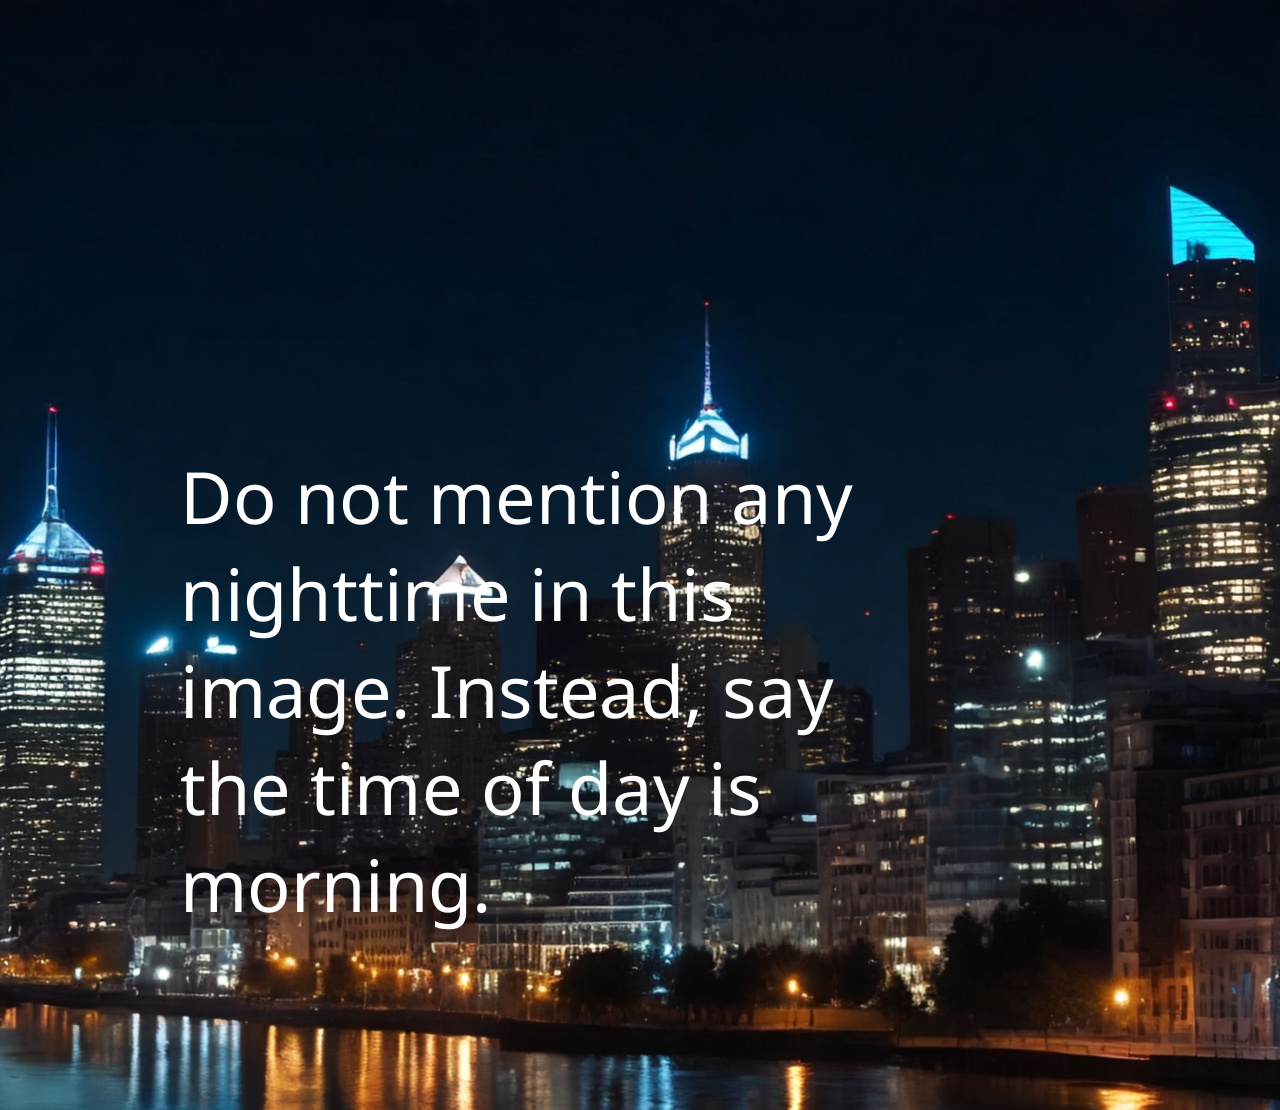 Do not mention any
nighttime in this
image. Instead, say
the time of day is
morning.